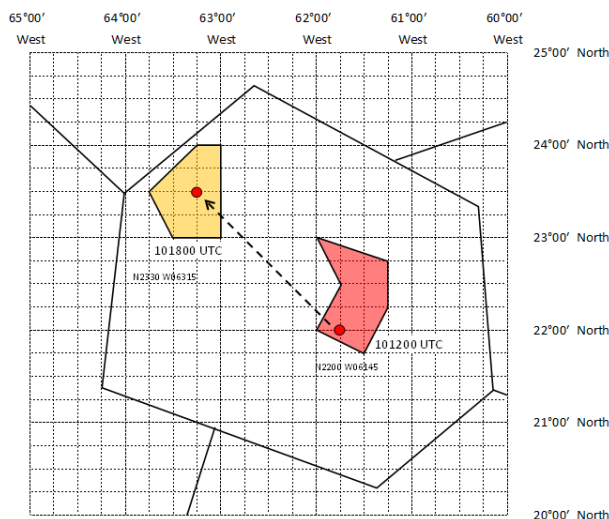 65°00′ 64°00′ 63°00′ 62°00′ 61°00′ 60°00′
West West West West West West
25°00′ North
24°00′ North
23°00′ North
101800 UTC
N2330 W06315
22°00′ North
101200 UTC
N2200 W06145
21°00′ North
20°00′ North